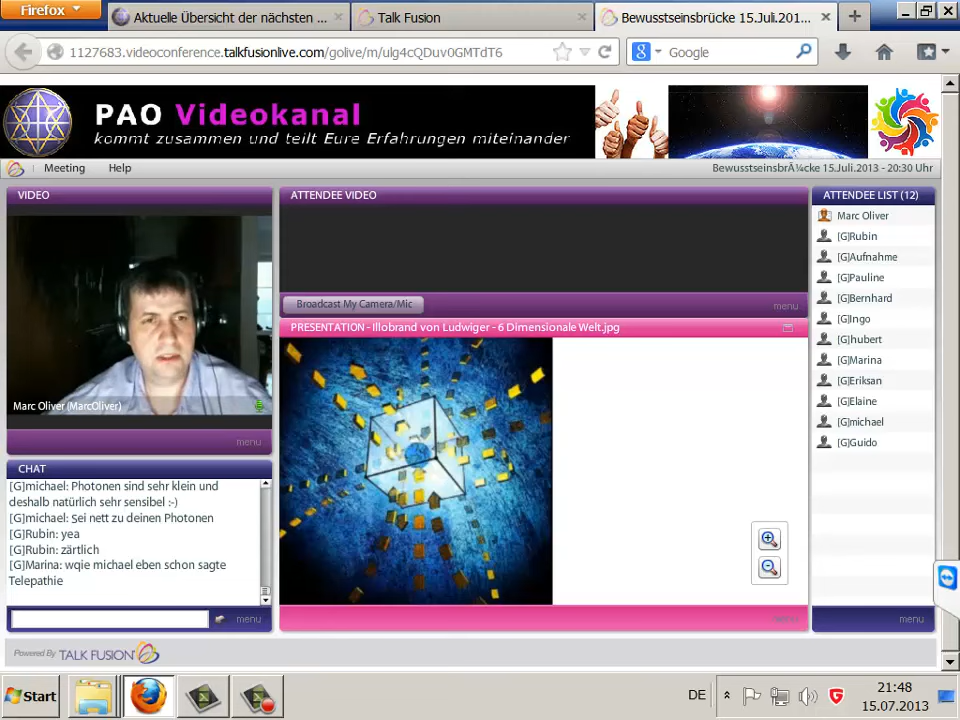 Firefox
Aktuelle Übersicht der nächsten ...
Talk Fusion
Bewusstseinsbrücke 15.Juli.201...
1127683.videoconference.talkfusionlive.com/golive/m/ulg4cQDuv0GMTdT6
Google
PAO Videokanal
kommt zusammen und teilt Eure Erfahrungen miteinander
Meeting
Help
BewusstseinsbrÃ¼cke 15.Juli.2013 - 20:30 Uhr
VIDEO
Marc Oliver (MarcOliver)
menu
CHAT
[G]michael: Photonen sind sehr klein und
deshalb natürlich sehr sensibel :-)
[G]michael: Sei nett zu deinen Photonen
[G]Rubin: yea
[G]Rubin: zärtlich
[G]Marina: wqie michael eben schon sagte
Telepathie
menu
ATTENDEE VIDEO
Broadcast My Camera/Mic
menu
PRESENTATION - Illobrand von Ludwiger - 6 Dimensionale Welt.jpg
menu
ATTENDEE LIST (12)
Marc Oliver
[G]Rubin
[G]Aufnahme
[G]Pauline
[G]Bernhard
[G]Ingo
[G]hubert
[G]Marina
[G]Eriksan
[G]Elaine
[G]michael
[G]Guido
menu
Powered By TALK FUSION
Start
DE
21:48
15.07.2013